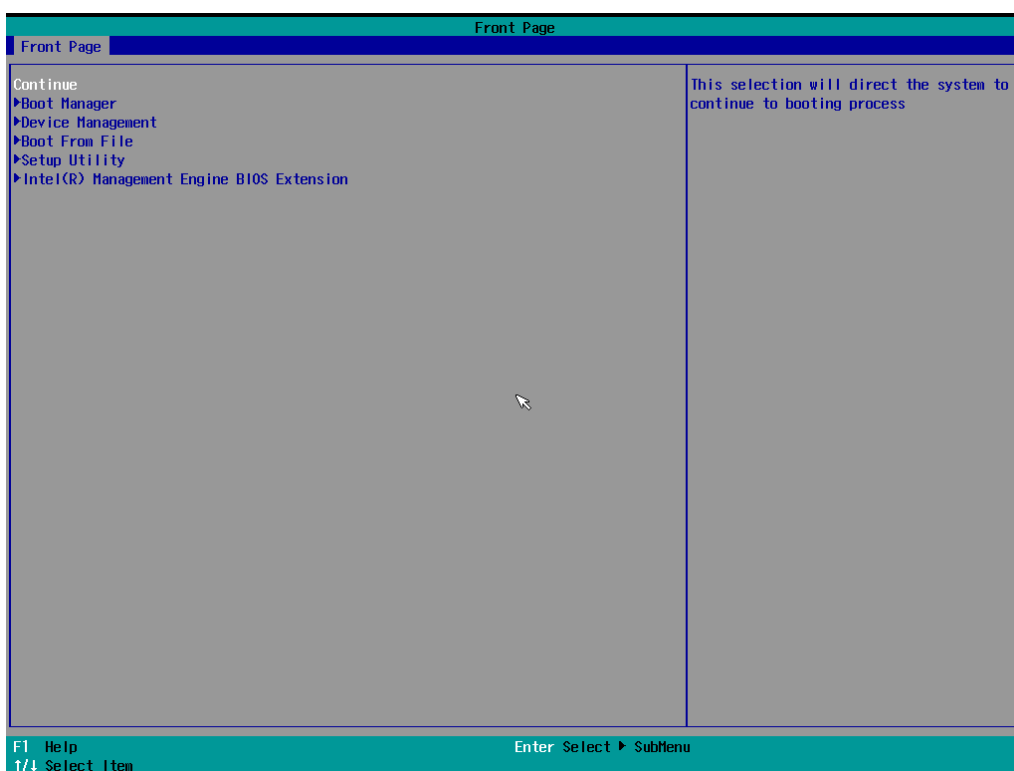 Front Page
Front Page
Continue
Boot Manager
Device Management
Boot From File
Setup Utility
Intel(R) Management Engine BIOS Extension
This selection will direct the system to
continue to booting process
F1 Help
Enter Select ▶ SubMenu
↑/↓ Select Item